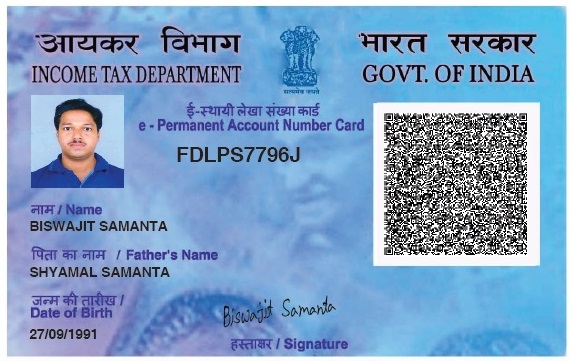 आयकर विभाग
INCOME TAX DEPARTMENT
भारत सरकार
GOVT. OF INDIA
सत्यमेव जयते
ई-स्थायी लेखा संख्या कार्ड
e - Permanent Account Number Card
FDLPS7796J
नाम / Name
BISWAJIT SAMANTA
पिता का नाम / Father's Name
SHYAMAL SAMANTA
जन्म की तारीख /
Date of Birth
27/09/1991
Biswajit Samanta
हस्ताक्षर / Signature